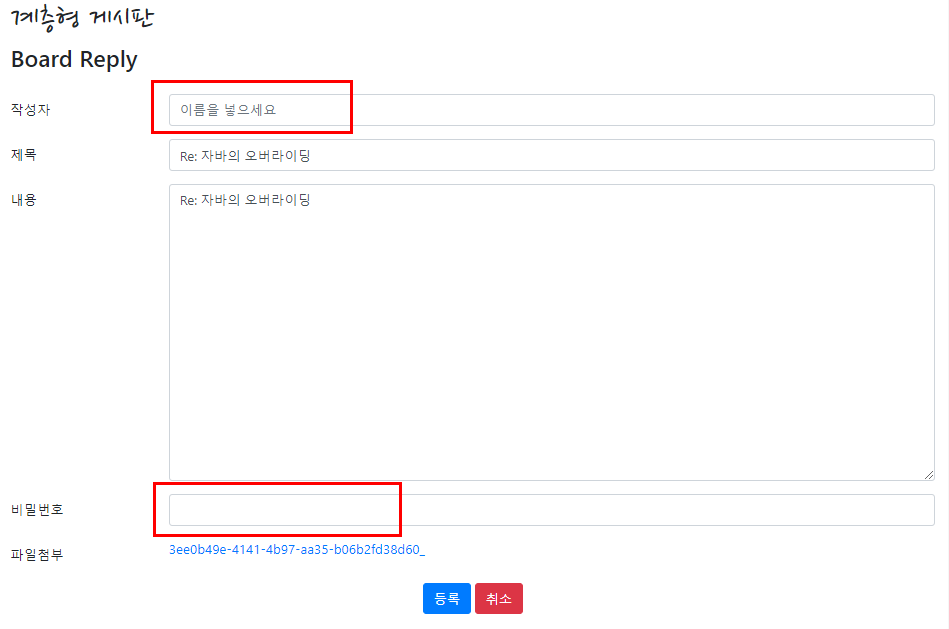 계층형 게시판
Board Reply
작성자 이름을 넣으세요
제목 Re: 자바의 오버라이딩
내용 Re: 자바의 오버라이딩
비밀번호
파일첨부 3ee0b49e-4141-4b97-aa35-b06b2fd38d60_
등록 취소